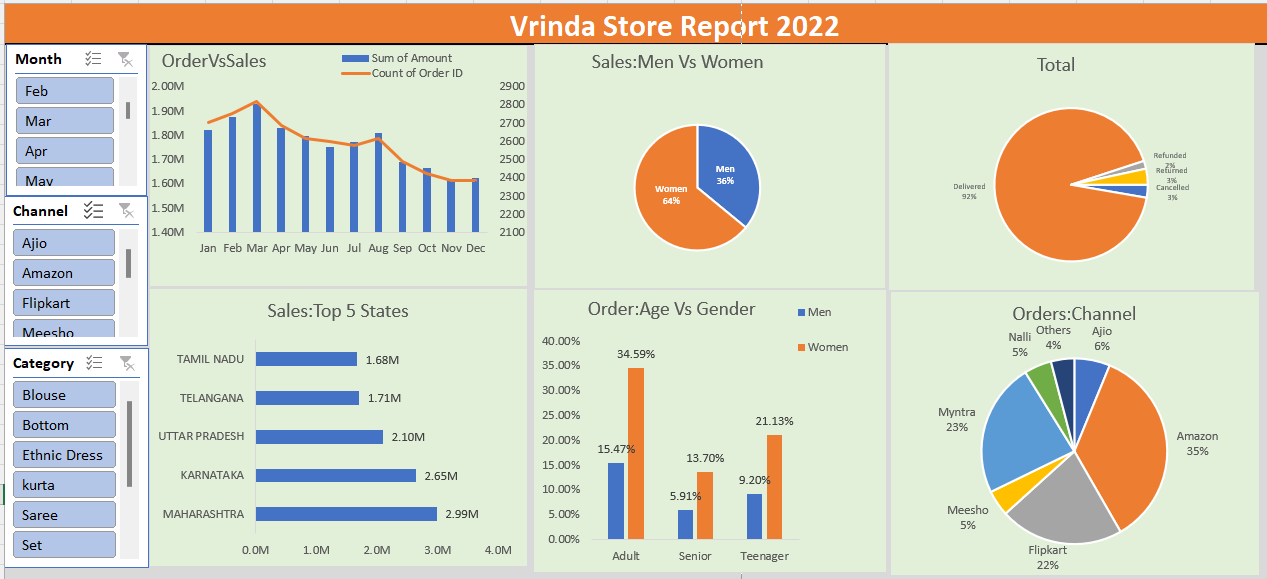 Vrinda Store Report 2022
Month
Feb
Mar
Apr
May
Channel
Ajio
Amazon
Flipkart
Meesho
Category
Blouse
Bottom
Ethnic Dress
kurta
Saree
Set
OrderVsSales
Sum of Amount
Count of Order ID
2.00M
1.90M
1.80M
1.70M
1.60M
1.50M
1.40M
2900
2800
2700
2600
2500
2400
2300
2200
2100
Jan Feb Mar Apr May Jun Jul Aug Sep Oct Nov Dec
Sales:Men Vs Women
Men
36%
Women
64%
Total
Refunded
2%
Returned
3%
Cancelled
3%
Delivered
92%
Sales:Top 5 States
TAMIL NADU 1.68M
TELANGANA 1.71M
UTTAR PRADESH 2.10M
KARNATAKA 2.65M
MAHARASHTRA 2.99M
0.0M 1.0M 2.0M 3.0M 4.0M
Order:Age Vs Gender
Men
Women
40.00%
35.00%
30.00%
25.00%
20.00%
15.00%
10.00%
5.00%
0.00%
15.47%
34.59%
5.91%
13.70%
9.20%
21.13%
Adult Senior Teenager
Orders:Channel
Nalli
5%
Others
4%
Ajio
6%
Myntra
23%
Amazon
35%
Meesho
5%
Flipkart
22%